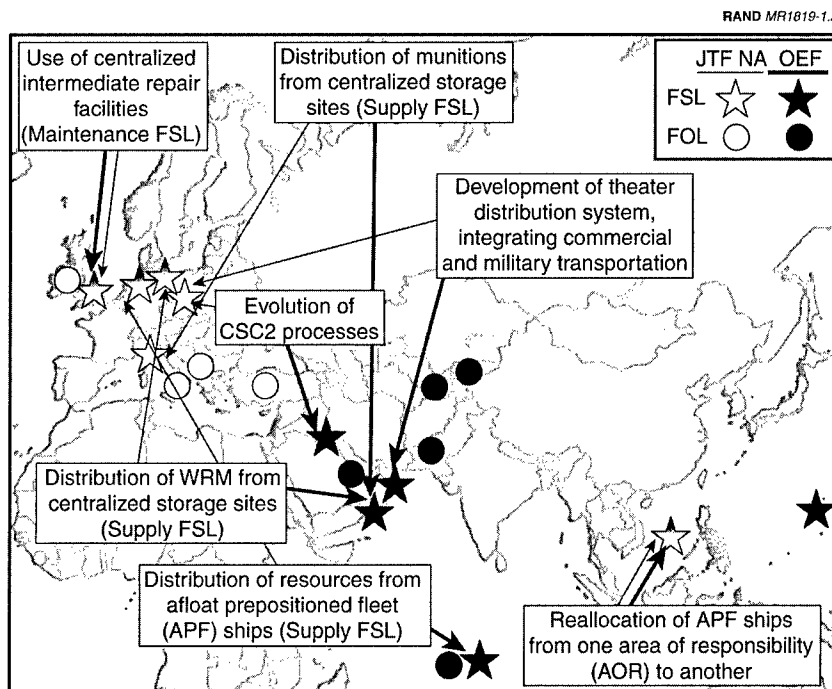 RAND MR1819-1.
Use of centralized
intermediate repair
facilities
(Maintenance FSL)
Distribution of munitions
from centralized storage
sites (Supply FSL)
JTF NA OEF
FSL
FOL
Development of theater
distribution system,
integrating commercial
and military transportation
Evolution of
CSC2 processes
Distribution of WRM from
centralized storage sites
(Supply FSL)
Distribution of resources from
afloat prepositioned fleet
(APF) ships (Supply FSL)
Reallocation of APF ships
from one area of responsibility
(AOR) to another